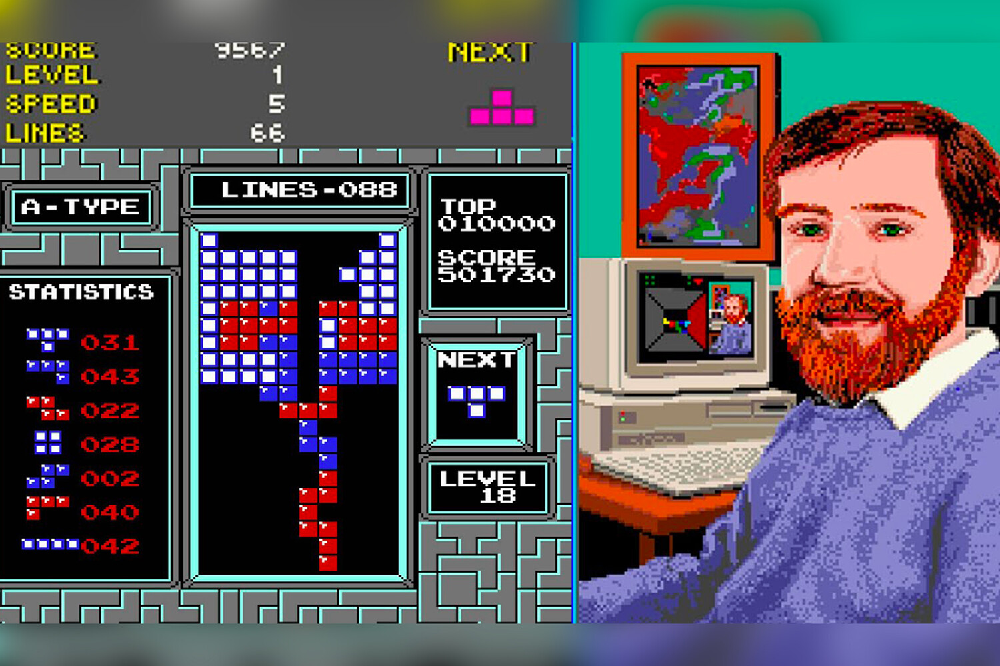 SCORE 9567
LEVEL 1
SPEED 5
LINES 66
NEXT
A-TYPE
LINES-088
TOP
010000
SCORE
501730
STATISTICS
031
043
022
028
002
040
042
NEXT
LEVEL
18